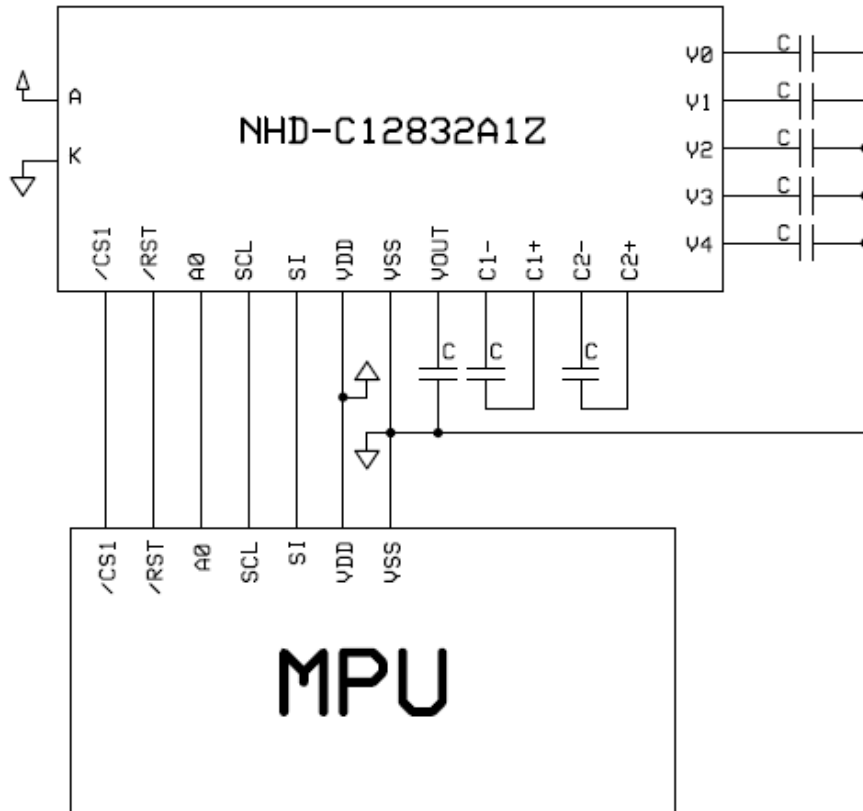 V0 C
A V1 C
NHD-C12832A1Z
K V2 C
V3 C
V4 C
/CS1 /RST A0 SCL SI VDD VSS VOUT C1- C1+ C2- C2+
C C C
/CS1 /RST A0 SCL SI VDD VSS
MPU